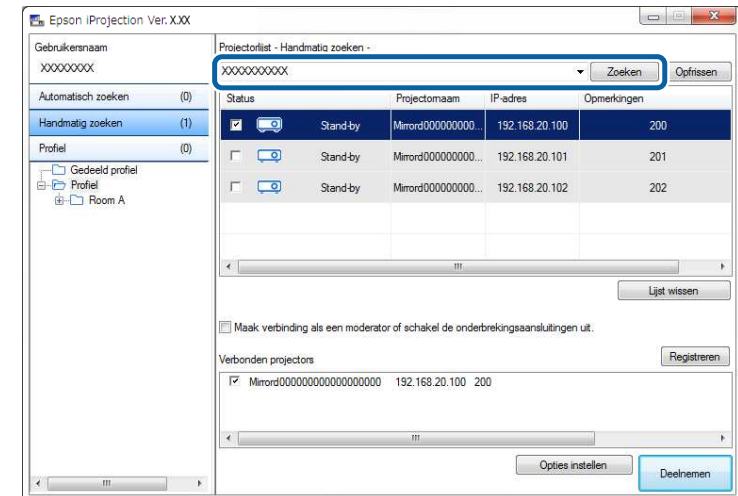 Epson iProjection Ver. X.XX
Gebruikersnaam
XXXXXXXX
Automatisch zoeken (0)
Handmatig zoeken (1)
Profiel (0)
Gedeeld profiel
Profiel
Room A
Projectorlijst - Handmatig zoeken -
XXXXXXXXXX Zoeken Opfrissen
Status Projectornaam IP-adres Opmerkingen
Stand-by Mirrord000000000... 192.168.20.100 200
Stand-by Mirrord000000000... 192.168.20.101 201
Stand-by Mirrord000000000... 192.168.20.102 202
Lijst wissen
Maak verbinding als een moderator of schakel de onderbrekingsaansluitingen uit.
Verbonden projectors Registreren
Mirrord000000000000000000 192.168.20.100 200
Opties instellen Deelnemen